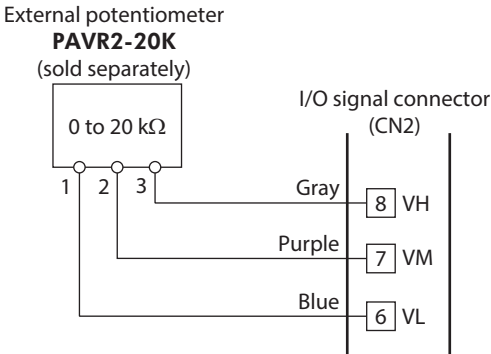 External potentiometer
PAVR2-20K
(sold separately)
I/O signal connector
(CN2)
0 to 20 kΩ
1 2 3
Gray 8 VH
Purple 7 VM
Blue 6 VL